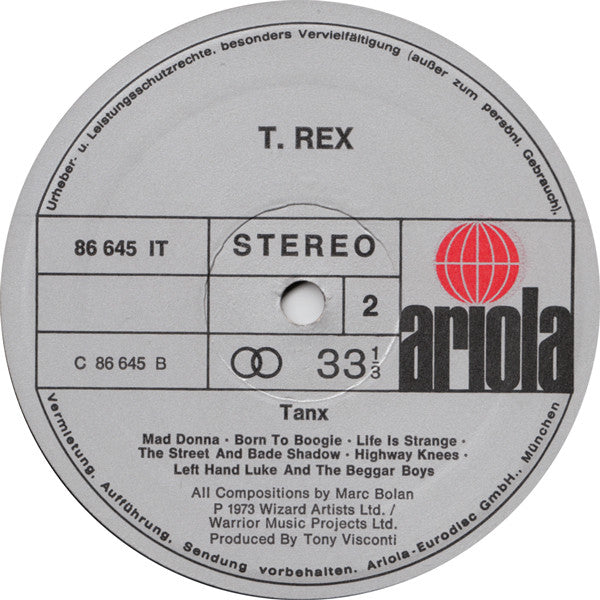 Urheber- u. Leistungsschutzrechte, besonders Vervielfältigung (außer zum persönl. Gebrauch),
T. REX
86 645 IT
STEREO
2
ariola
C 86 645 B
33 1/3
Tanx
Mad Donna · Born To Boogie · Life Is Strange ·
The Street And Bade Shadow · Highway Knees ·
Left Hand Luke And The Beggar Boys
All Compositions by Marc Bolan
P 1973 Wizard Artists Ltd. /
Warrior Music Projects Ltd.
Produced By Tony Visconti
Vermietung, Aufführung, Sendung vorbehalten. Ariola-Eurodisc GmbH., München